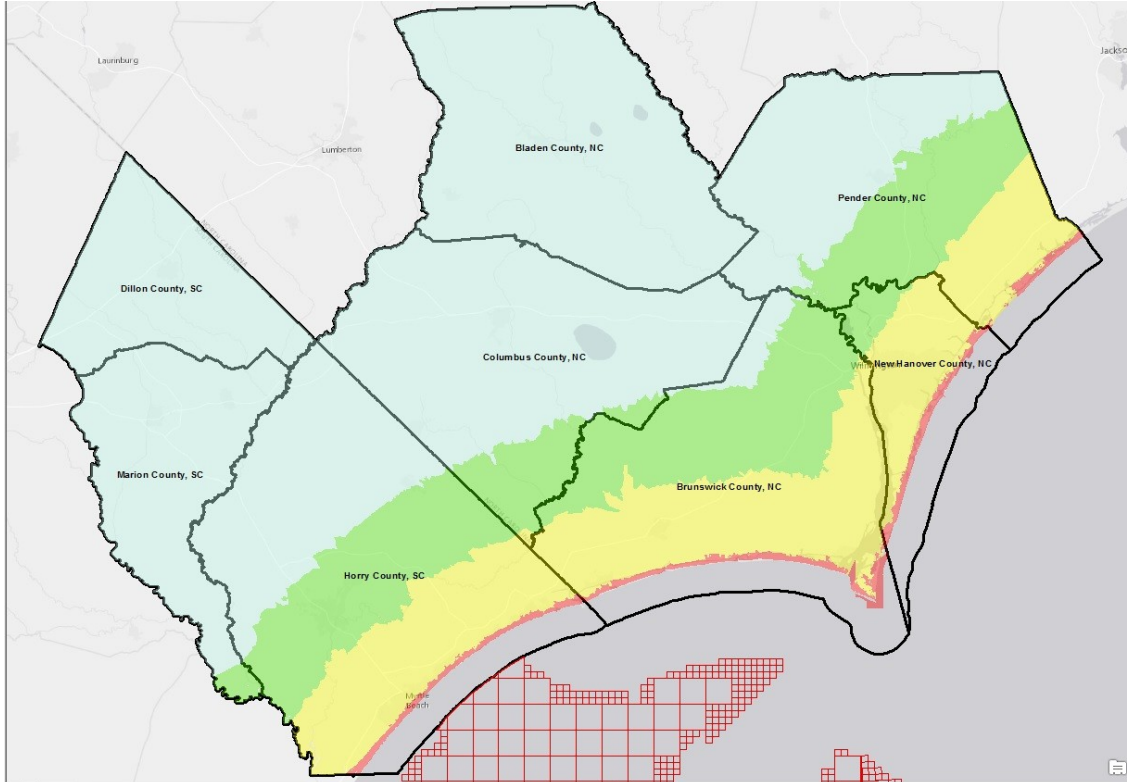 Jackso
Laurinburg
Lumberton
Bladen County, NC
Pender County, NC
Dillon County, SC
Columbus County, NC
New Hanover County, NC
Marion County, SC
Brunswick County, NC
Horry County, SC
Myrtle
Beach